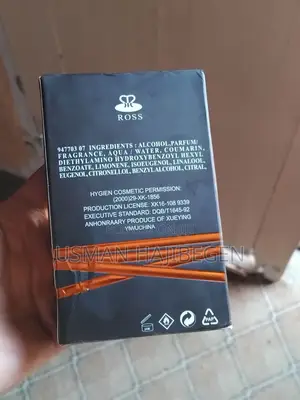 ROSS
947703 07 INGREDIENTS : ALCOHOL,PARFUM/
FRAGRANCE, AQUA / WATER, COUMARIN,
DIETHYLAMINO HYDROXYBENZOYL HEXYL
BENZOATE, LIMONENE, ISOEUGENOL, LINALOOL,
EUGENOL, CITRONELLOL, BENZYL ALCOHOL, CITRAL,
HYGIEN COSMETIC PERMISSION:
(2000)29-XK-1856
PRODUCTION LICENSE: XK16-108 9339
EXECUTIVE STANDARD: DQB/T1645-92
ANHONRAARY PRODUCE OF XUEYING
YIWUCHINA
USMAN HAJIBEGEN
PAP